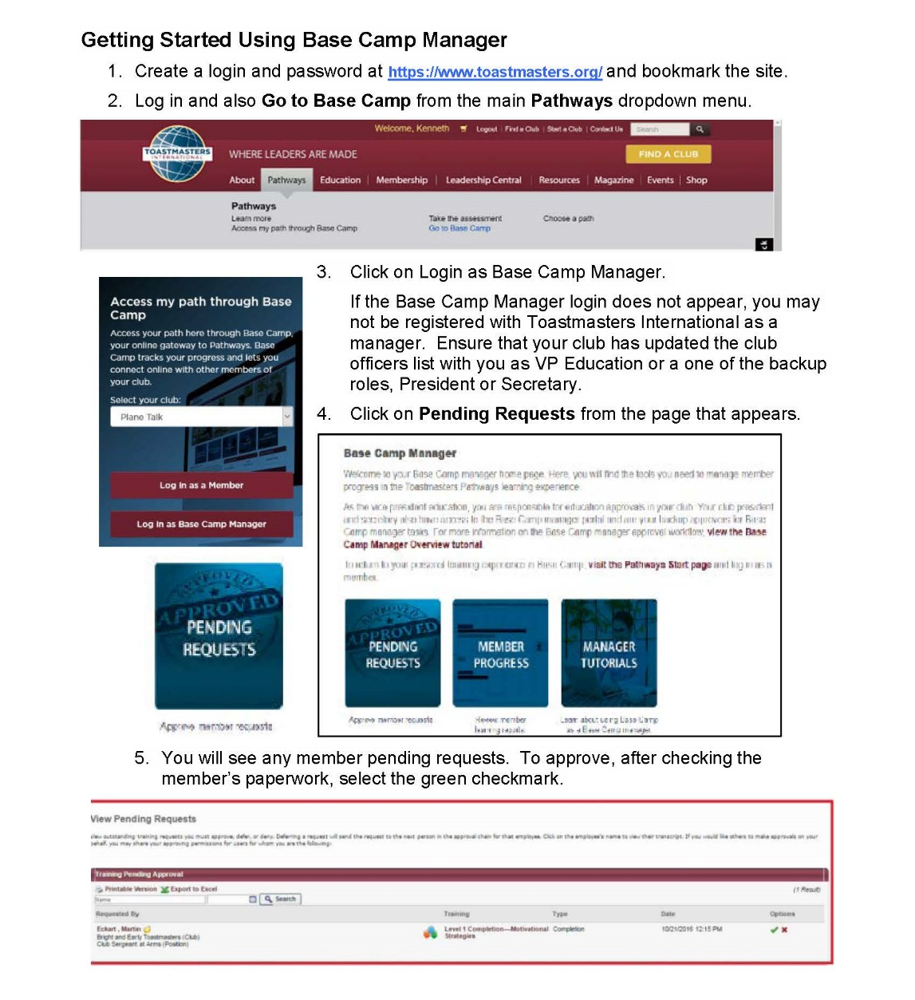 Getting Started Using Base Camp Manager
1. Create a login and password at https://www.toastmasters.org/ and bookmark the site.
2. Log in and also Go to Base Camp from the main Pathways dropdown menu.
Welcome, Kenneth Logout | Find a Club | Start a Club | Contact Us Search
TOASTMASTERS
INTERNATIONAL
WHERE LEADERS ARE MADE
FIND A CLUB
About Pathways Education | Membership | Leadership Central | Resources | Magazine | Events | Shop
Pathways
Learn more Take the assessment Choose a path
Access my path through Base Camp Go to Base Camp
3. Click on Login as Base Camp Manager.
If the Base Camp Manager login does not appear, you may
not be registered with Toastmasters International as a
manager. Ensure that your club has updated the club
officers list with you as VP Education or a one of the backup
roles, President or Secretary.
Access my path through Base
Camp
Access your path here through Base Camp,
your online gateway to Pathways. Base
Camp tracks your progress and lets you
connect online with other members of
your club.
Select your club:
Plane Talk
Log in as a Member
Log in as Base Camp Manager
4. Click on Pending Requests from the page that appears.
APPROVED
PENDING
REQUESTS
Approve member requests
Base Camp Manager
Welcome to your Base Camp manager home page. Here, you will find the tools you need to manage member
progress in the Toastmasters Pathways learning experience.
As the vice president education, you are responsible for education approvals in your club. Your club president
and secretary also have access to the Base Camp manager portal and are your backup approvers for Base
Camp manager tasks. For more information on the Base Camp manager approval workflow, view the Base
Camp Manager Overview tutorial.
To return to your personal learning experience in Base Camp, visit the Pathways Start page and log in as a
member.
APPROVED
PENDING
REQUESTS
MEMBER
PROGRESS
MANAGER
TUTORIALS
Approve member requests
Review member
learning records
Learn about using Base Camp
as a Base Camp manager
5. You will see any member pending requests. To approve, after checking the
member's paperwork, select the green checkmark.
View Pending Requests
View outstanding training requests you must approve, defer, or deny. Deferring a request will send the request to the next person in the approval chain for that employee. Click on the employee's name to view their transcript. If you would like others to make approvals on your
behalf, you may share your approving permissions for users for whom you are the following:
Training Pending Approval
Printable Version Export to Excel (1 Result)
Name Search
Requested By Training Type Date Options
Eckart , Martin Level 1 Completion—Motivational Completion 10/21/2016 12:15 PM
Bright and Early Toastmasters (Club) Strategies
Club Sergeant at Arms (Position)